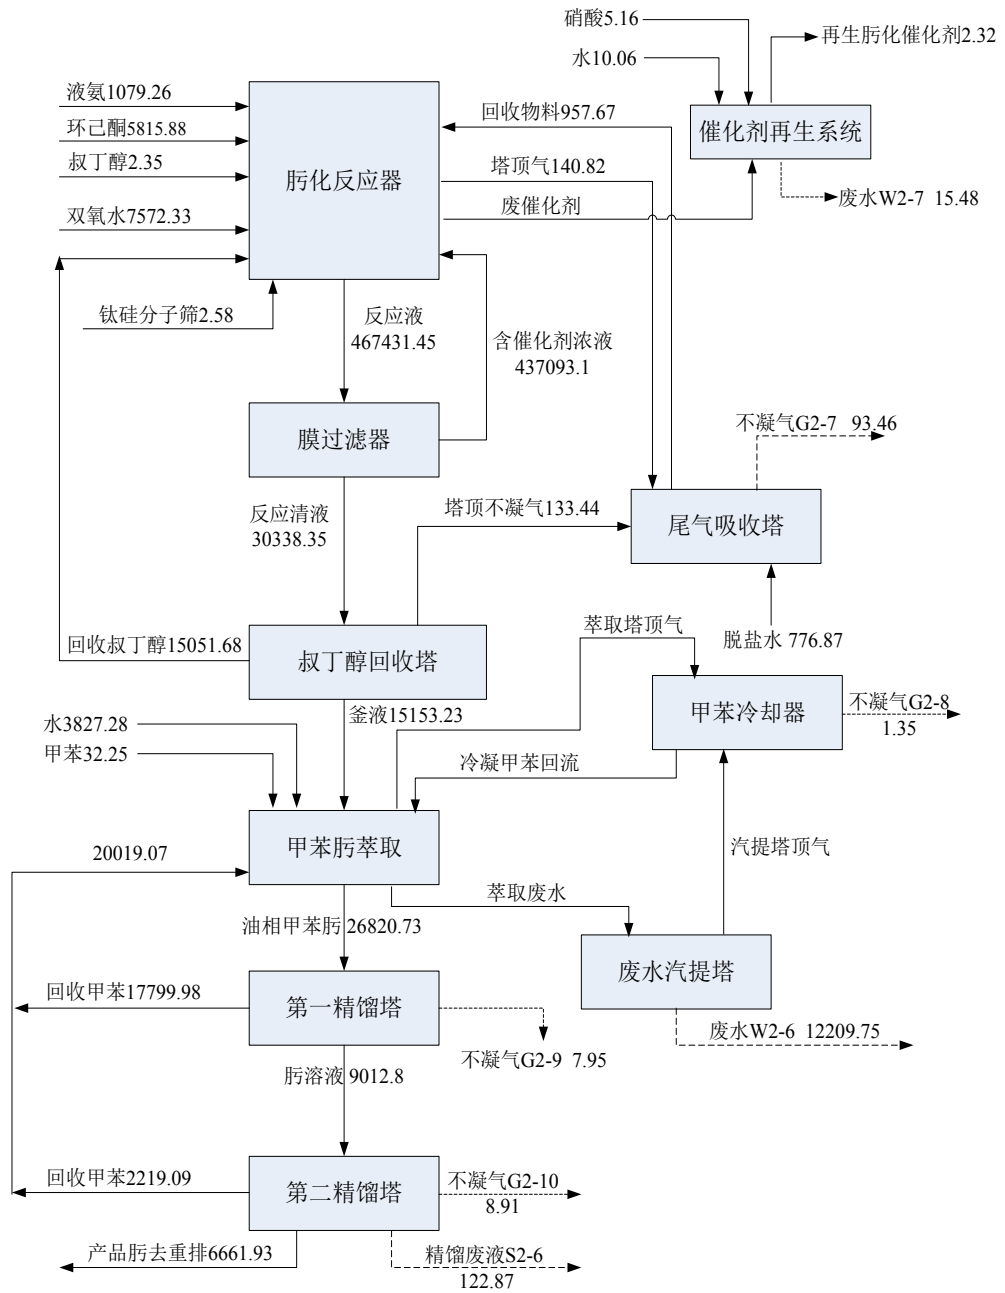 硝酸5.16
再生肟化催化剂2.32
水10.06
液氨1079.26
回收物料957.67
环己酮5815.88
催化剂再生系统
叔丁醇2.35
塔顶气140.82
肟化反应器
废催化剂
废水W2-7 15.48
双氧水7572.33
钛硅分子筛2.58
反应液
467431.45
含催化剂浓液
437093.1
膜过滤器
不凝气G2-7 93.46
反应清液
30338.35
塔顶不凝气133.44
尾气吸收塔
回收叔丁醇15051.68
叔丁醇回收塔
萃取塔顶气
脱盐水 776.87
釜液15153.23
甲苯冷却器
不凝气G2-8
1.35
水3827.28
甲苯32.25
冷凝甲苯回流
甲苯肟萃取
汽提塔顶气
20019.07
萃取废水
油相甲苯肟 26820.73
废水汽提塔
回收甲苯17799.98
第一精馏塔
废水W2-6 12209.75
不凝气G2-9 7.95
肟溶液 9012.8
回收甲苯2219.09
第二精馏塔
不凝气G2-10
8.91
产品肟去重排6661.93
精馏废液S2-6
122.87